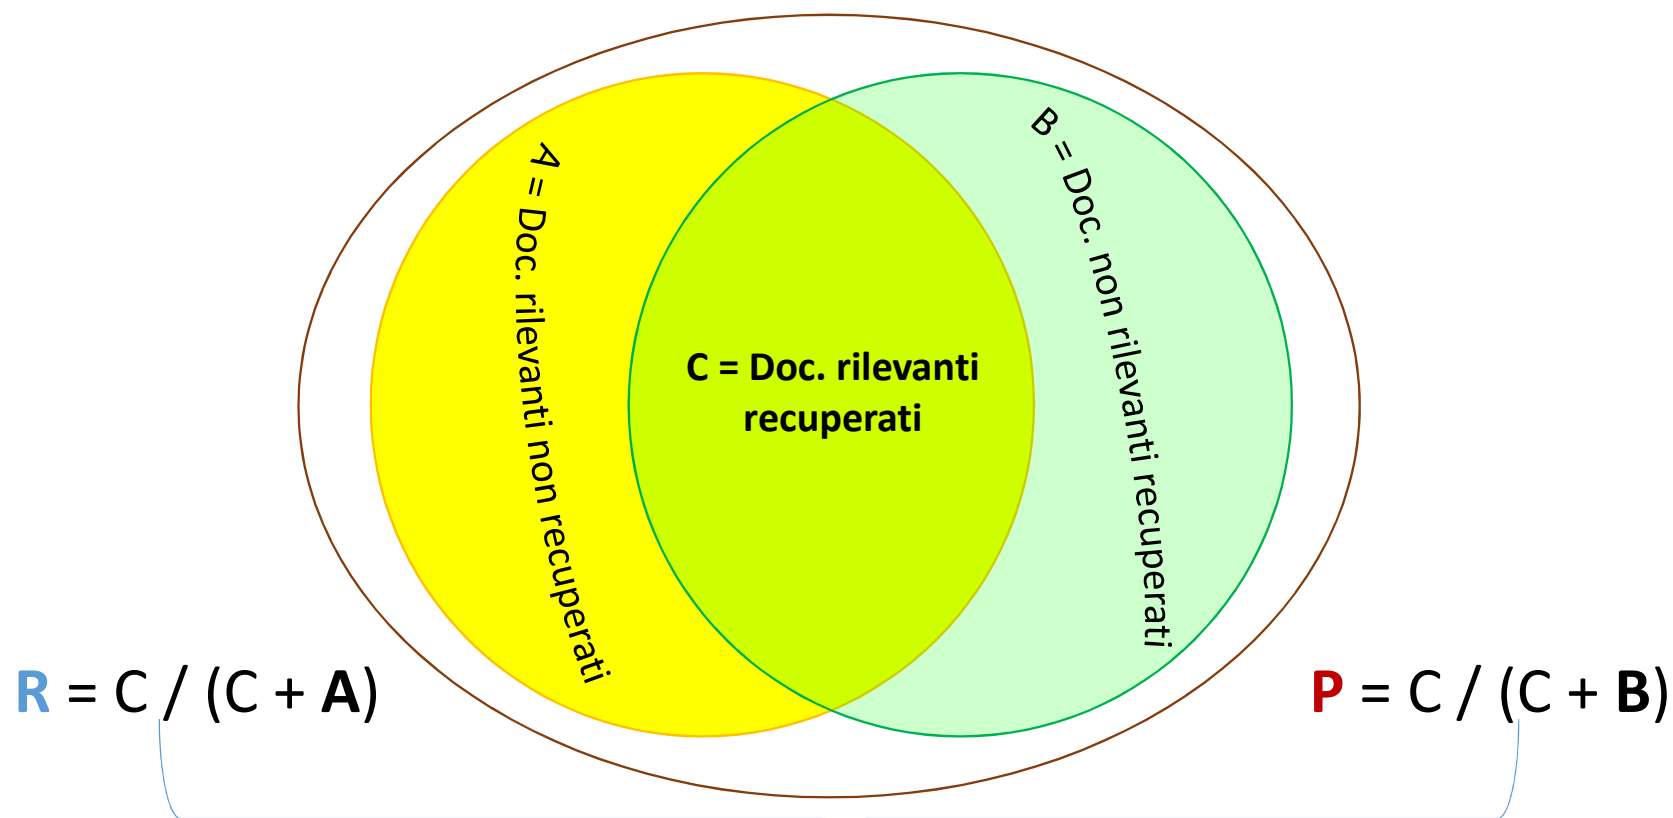 A = Doc. rilevanti non recuperati
B = Doc. non rilevanti recuperati
C = Doc. rilevanti
recuperati
R = C / (C + A)
P = C / (C + B)